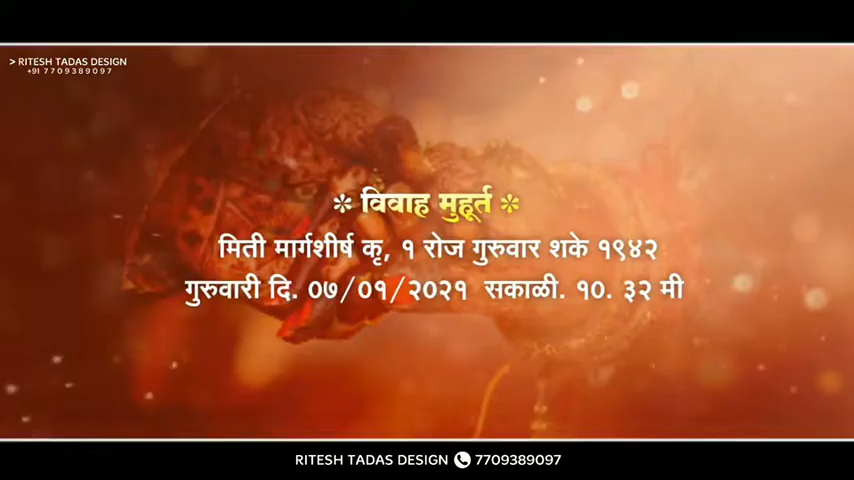 > RITESH TADAS DESIGN
+91 7709389097
✼ विवाह मुहूर्त ✼
मिती मार्गशीर्ष कृ, १ रोज गुरुवार शके १९४२
गुरुवारी दि. ०७/०१/२०२१ सकाळी. १०. ३२ मी
RITESH TADAS DESIGN 7709389097